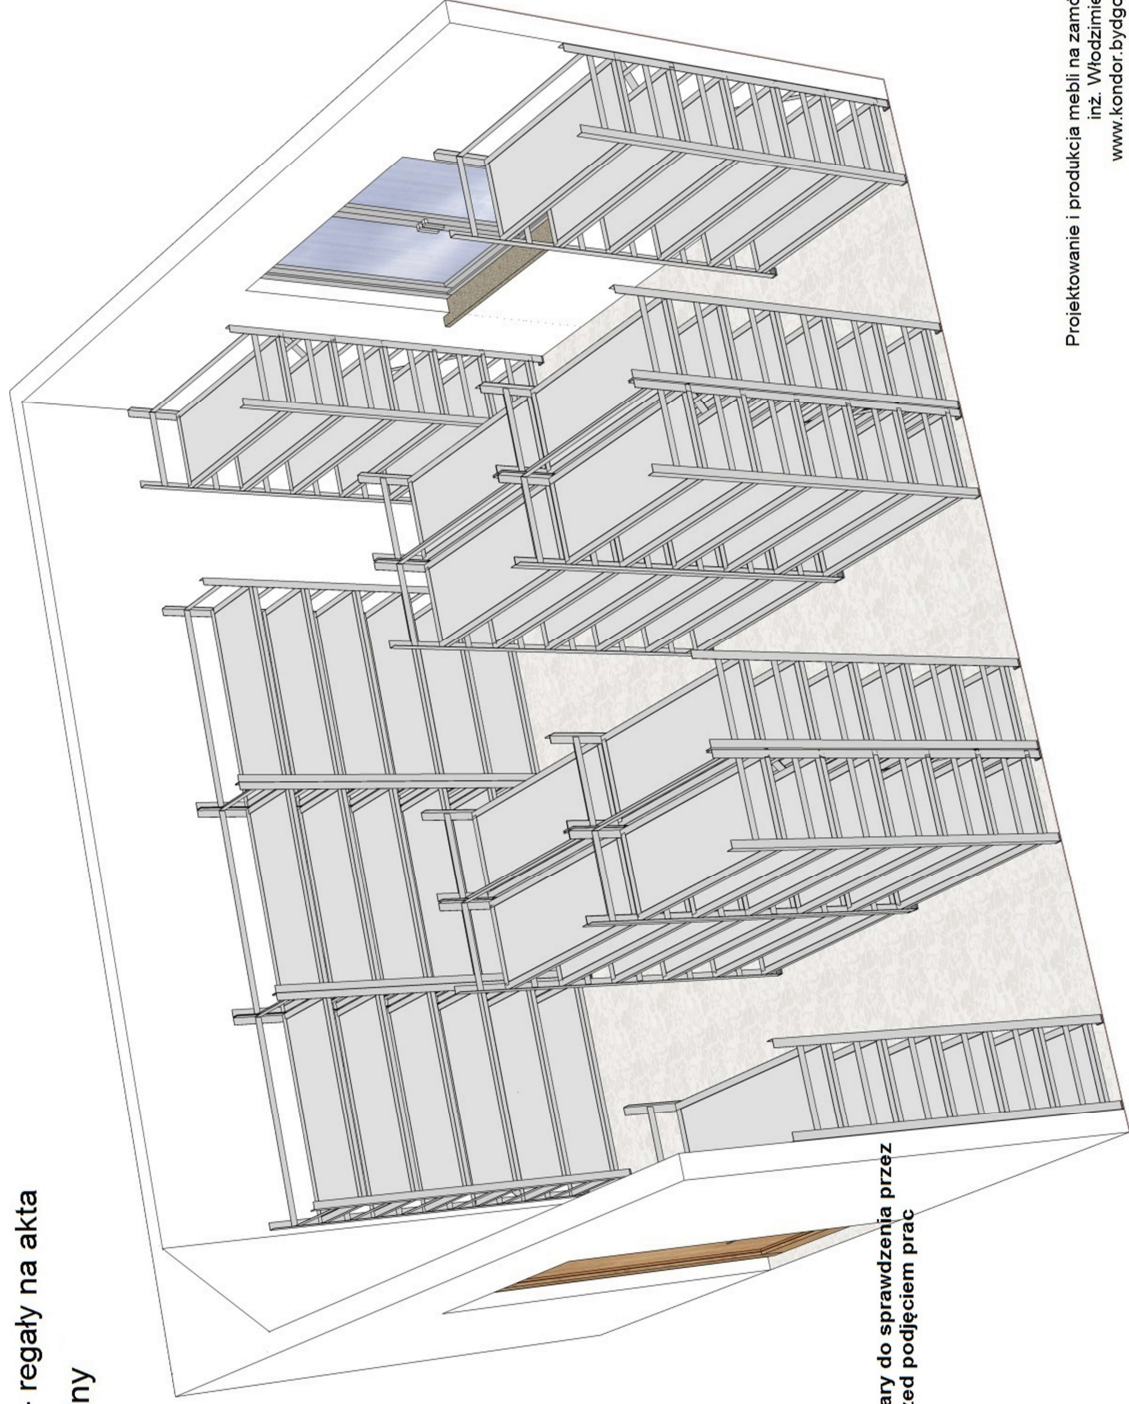 - regały na akta
ny
ary do sprawdzenia przez
zed podjęciem prac
Projektowanie i produkcja mebli na zamó
inż. Włodzimie
www.kondor.bydgo